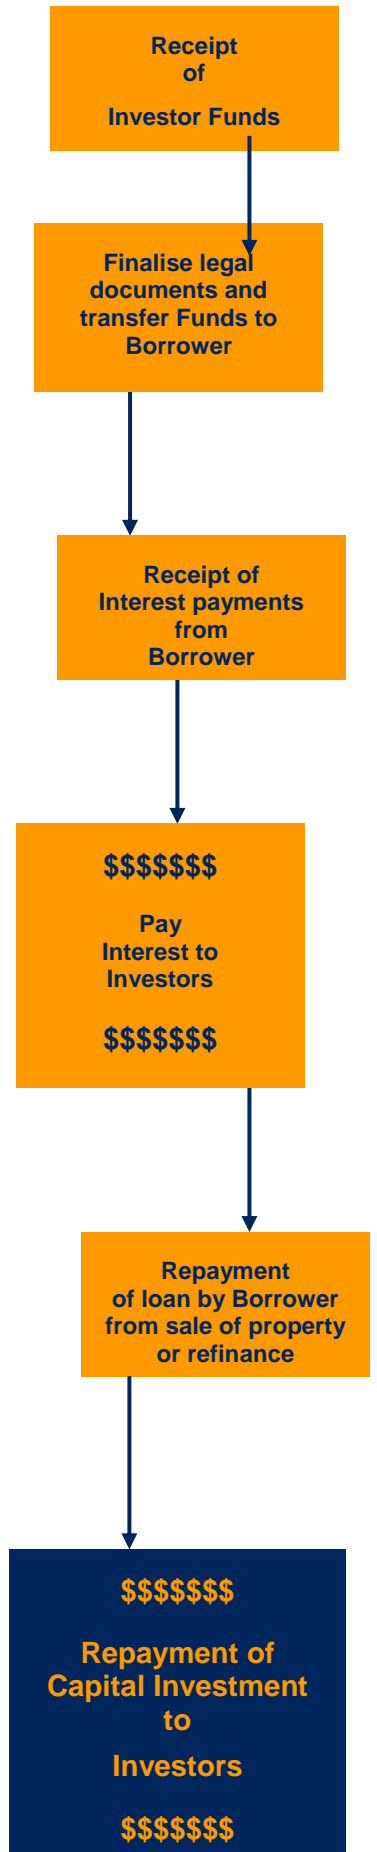 Receipt
of
Investor Funds
Finalise legal
documents and
transfer Funds to
Borrower
Receipt of
Interest payments
from
Borrower
$$$$$$$
Pay
Interest to
Investors
$$$$$$$
Repayment
of loan by Borrower
from sale of property
or refinance
$$$$$$$
Repayment of
Capital Investment
to
Investors
$$$$$$$